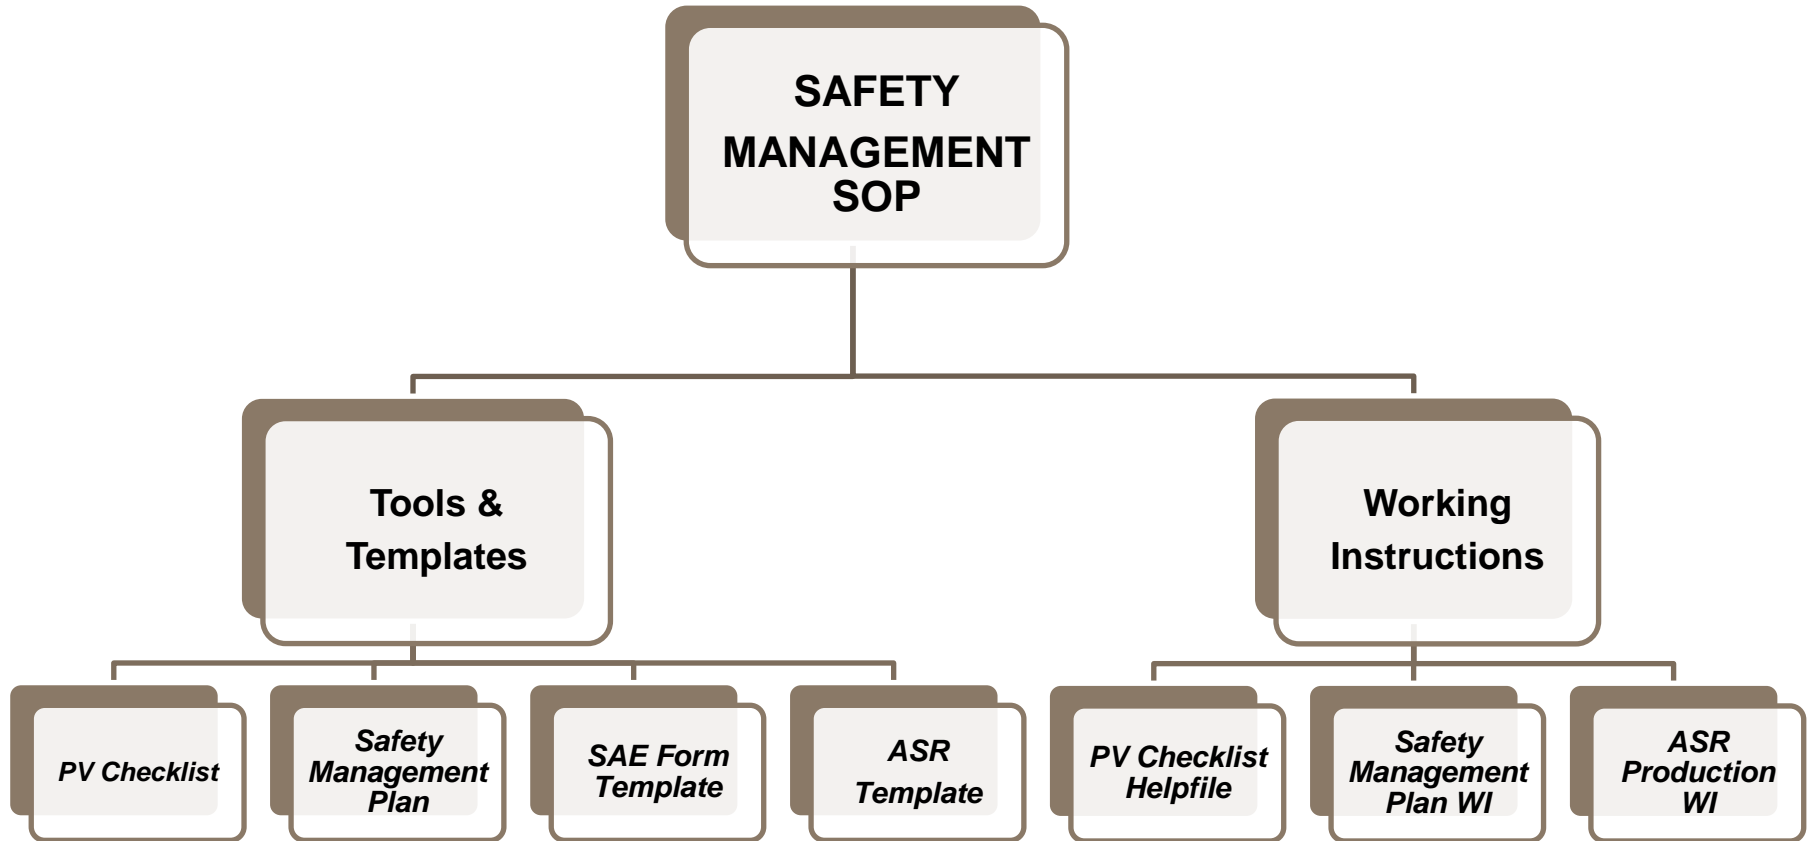 SAFETY
MANAGEMENT
SOP
Tools &
Templates
Working
Instructions
PV Checklist
Safety
Management
Plan
SAE Form
Template
ASR
Template
PV Checklist
Helpfile
Safety
Management
Plan WI
ASR
Production
WI